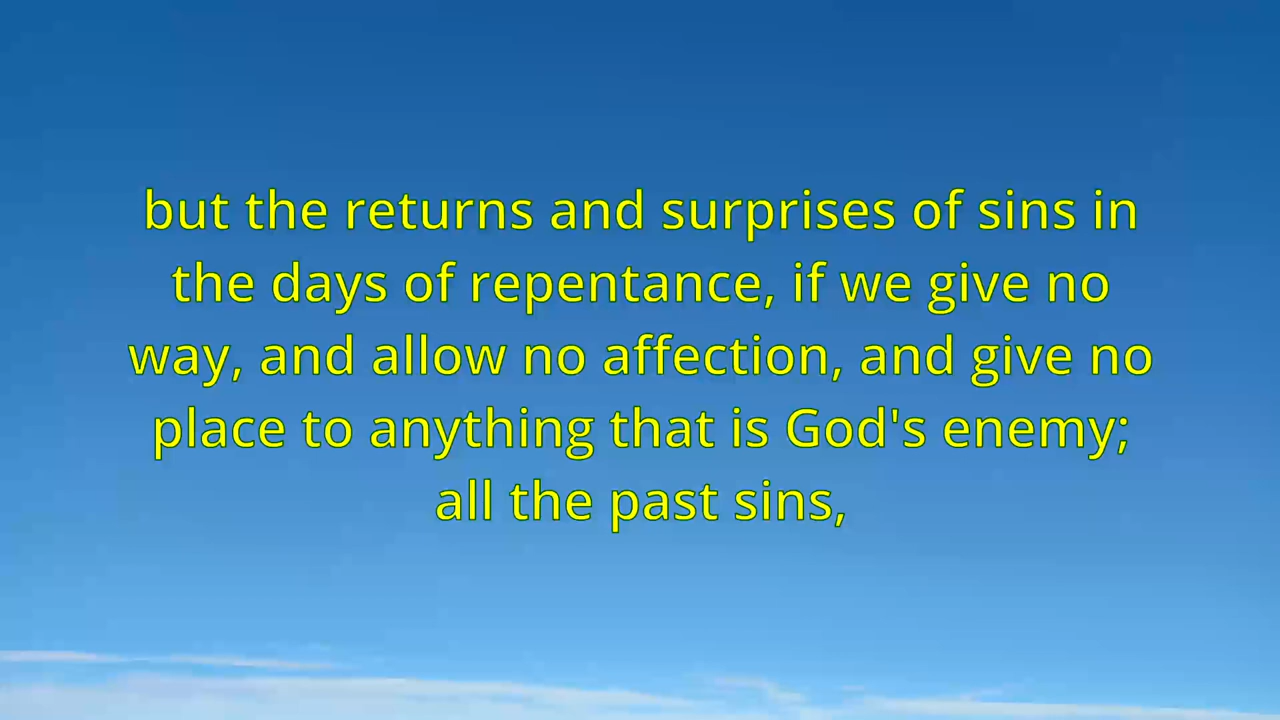 but the returns and surprises of sins in
the days of repentance, if we give no
way, and allow no affection, and give no
place to anything that is God's enemy;
all the past sins,